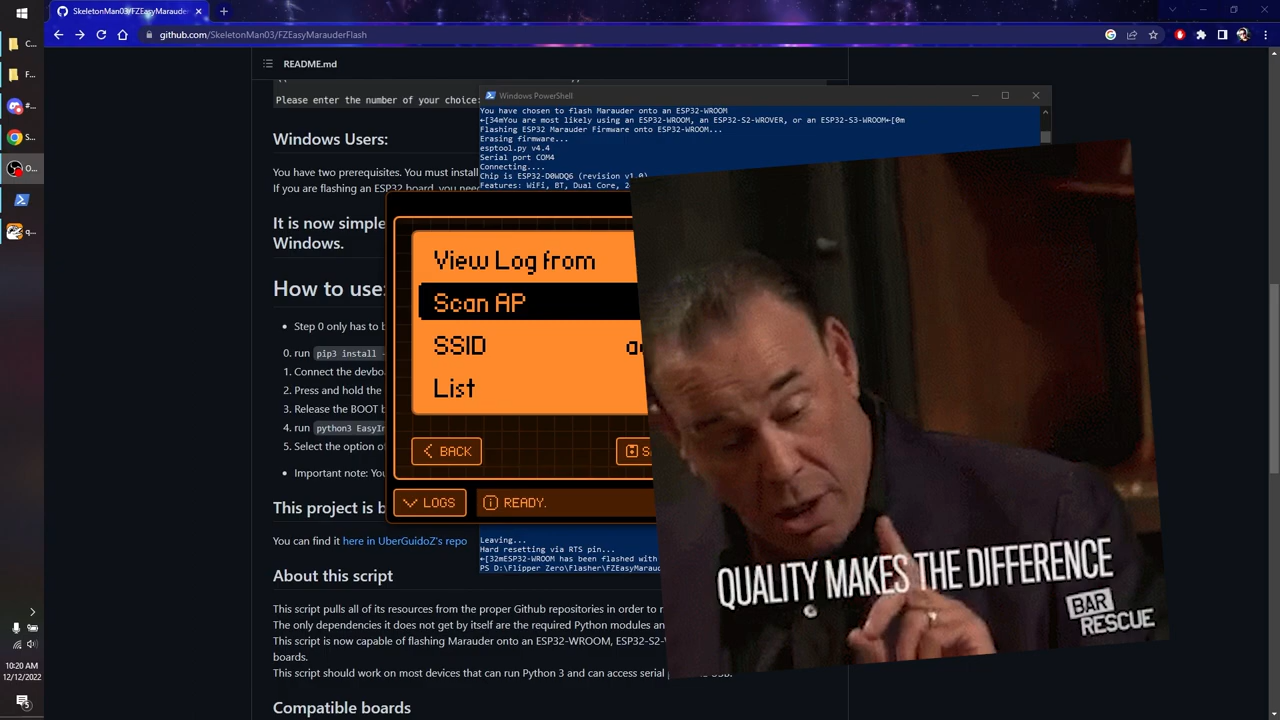 SkeletonMan03/FZEasyMaraude
github.com/SkeletonMan03/FZEasyMarauderFlash
README.md
Please enter the number of your choice:
Windows Users:
You have two prerequisites. You must instal
If you are flashing an ESP32 board, you
It is now simple
Windows.
How to use:
Step 0 only has to b
0. run pip3 install
1. Connect the devbo
2. Press and hold the
3. Release the BOOT b
4. run python3 EasyIn
5. Select the option o
Important note: You
This project is b
You can find it here in UberGuidoZ's repo
About this script
This script pulls all of its resources from the proper Github repositories in order to
The only dependencies it does not get by itself are the required Python modules an
This script is now capable of flashing Marauder onto an ESP32-WROOM, ESP32-S2-
boards.
This script should work on most devices that can run Python 3 and can access serial
Compatible boards
Windows PowerShell
You have chosen to flash Marauder onto an ESP32-WROOM
←[34mYou are most likely using an ESP32-WROOM, an ESP32-S2-WROVER, or an ESP32-S3-WROOM←[0m
Flashing ESP32 Marauder Firmware onto ESP32-WROOM...
Erasing firmware...
esptool.py v4.4
Serial port COM4
Connecting....
Chip is ESP32-D0WDQ6 (revision v1.0)
Features: WiFi, BT, Dual Core, 2
View Log from
Scan AP
SSID
List
BACK
LOGS
READY.
Leaving...
Hard resetting via RTS pin...
←[32mESP32-WROOM has been flashed with
PS D:\Flipper Zero\Flasher\FZEasyMarau
QUALITY MAKES THE DIFFERENCE
BAR
RESCUE
10:20 AM
12/12/2022